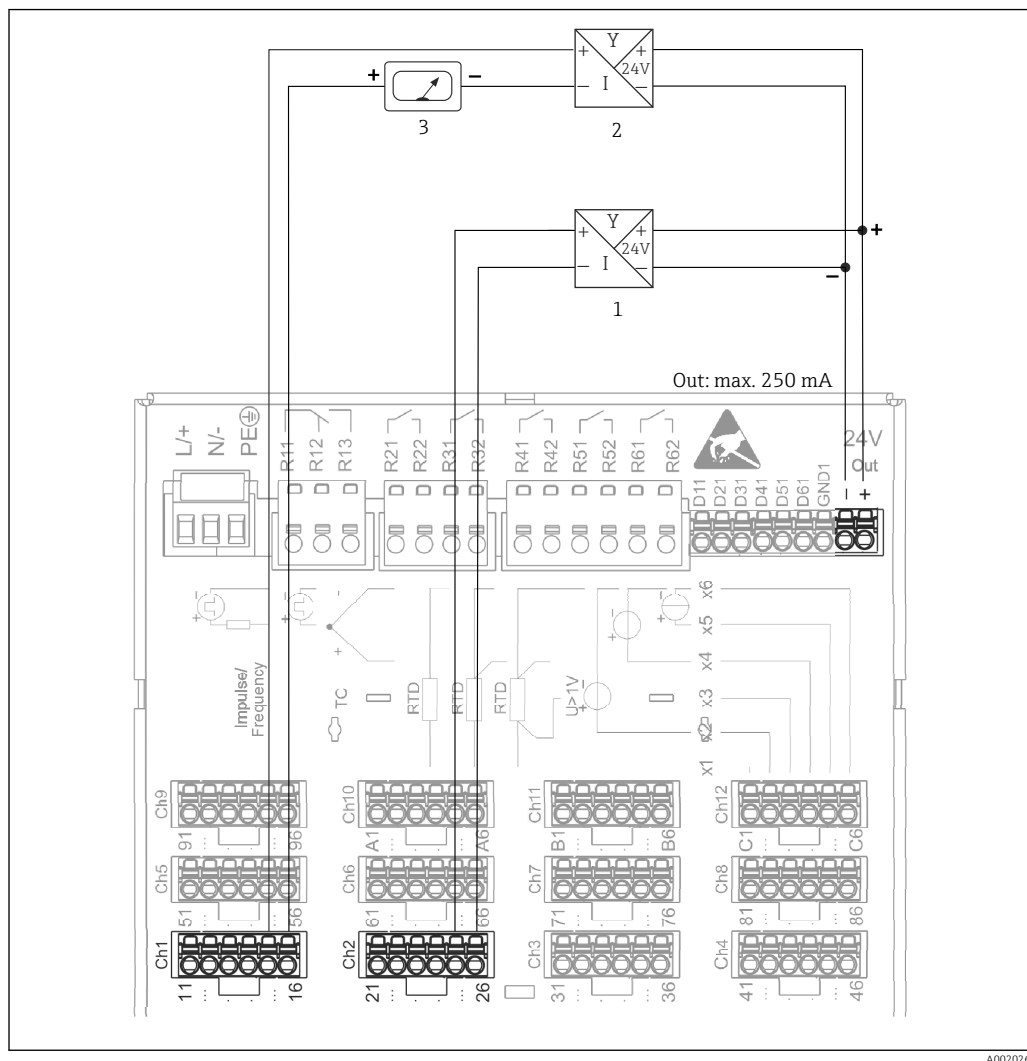 + Y + 24V
− I −
2
+ −
3
+ Y + 24V
− I −
1
+
−
Out: max. 250 mA
L/+ N/- PE
R11 R12 R13
R21 R22 R31 R32
R41 R42 R51 R52 R61 R62
D11 D21 D31 D41 D51 D61 GND1
24V
Out
− +
Impulse/
Frequency
TC
RTD RTD RTD
U>1V
x6
x5
x4
x3
x2
x1
Ch9 Ch10 Ch11 Ch12
91 ... . . ... 96 A1 ... . . ... A6 B1 ... . . ... B6 C1 ... . . ... C6
Ch5 Ch6 Ch7 Ch8
51 ... . . ... 56 61 ... . . ... 66 71 ... . . ... 76 81 ... . . ... 86
Ch1 Ch2 Ch3 Ch4
11 ... . . ... 16 21 ... . . ... 26 31 ... . . ... 36 41 ... . . ... 46